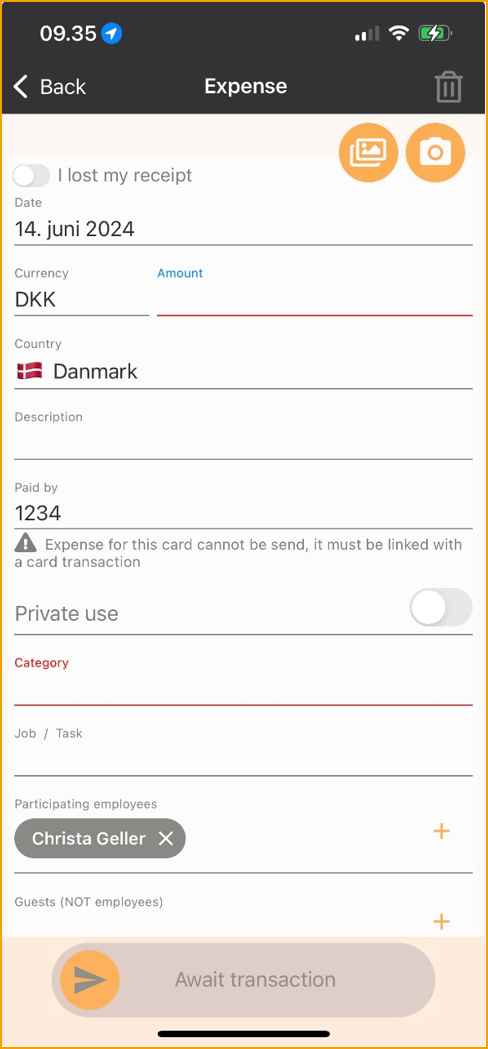 09.35
Back
Expense
I lost my receipt
Date
14. juni 2024
Currency
Amount
DKK
Country
Danmark
Description
Paid by
1234
Expense for this card cannot be send, it must be linked with
a card transaction
Private use
Category
Job / Task
Participating employees
Christa Geller
Guests (NOT employees)
Await transaction